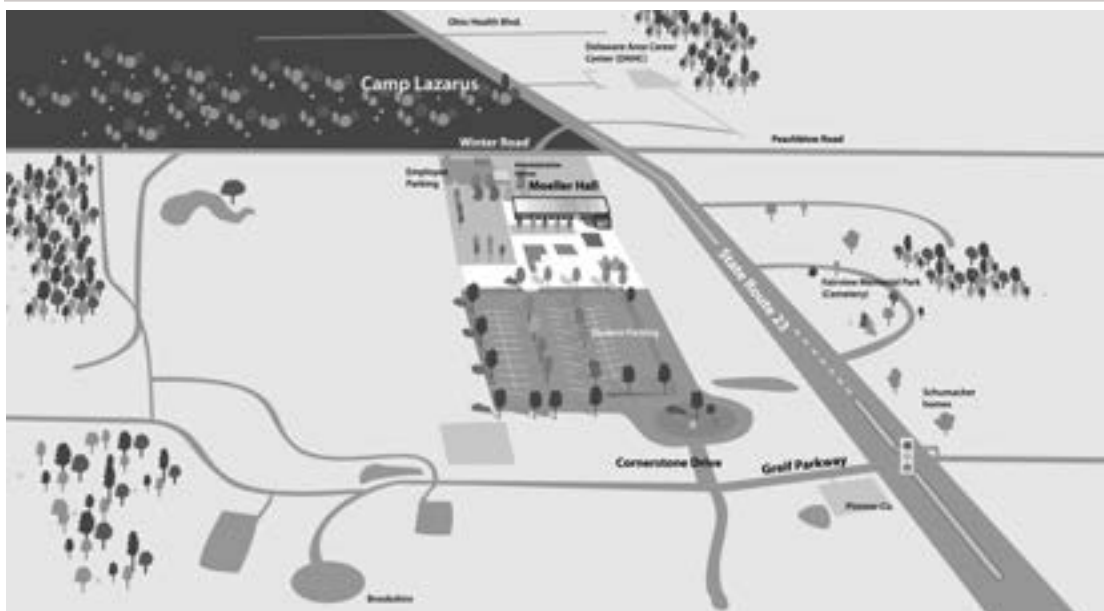 Ohio Health Blvd.
Delaware Area Career
Center (DAHC)
Camp Lazarus
Winter Road
Peachblow Road
Employee
Parking
Moeller Hall
State Route 23
Fairview Memorial Park
(Cemetery)
Student Parking
Schumacher
homes
Cornerstone Drive
Greif Parkway
Brookshire